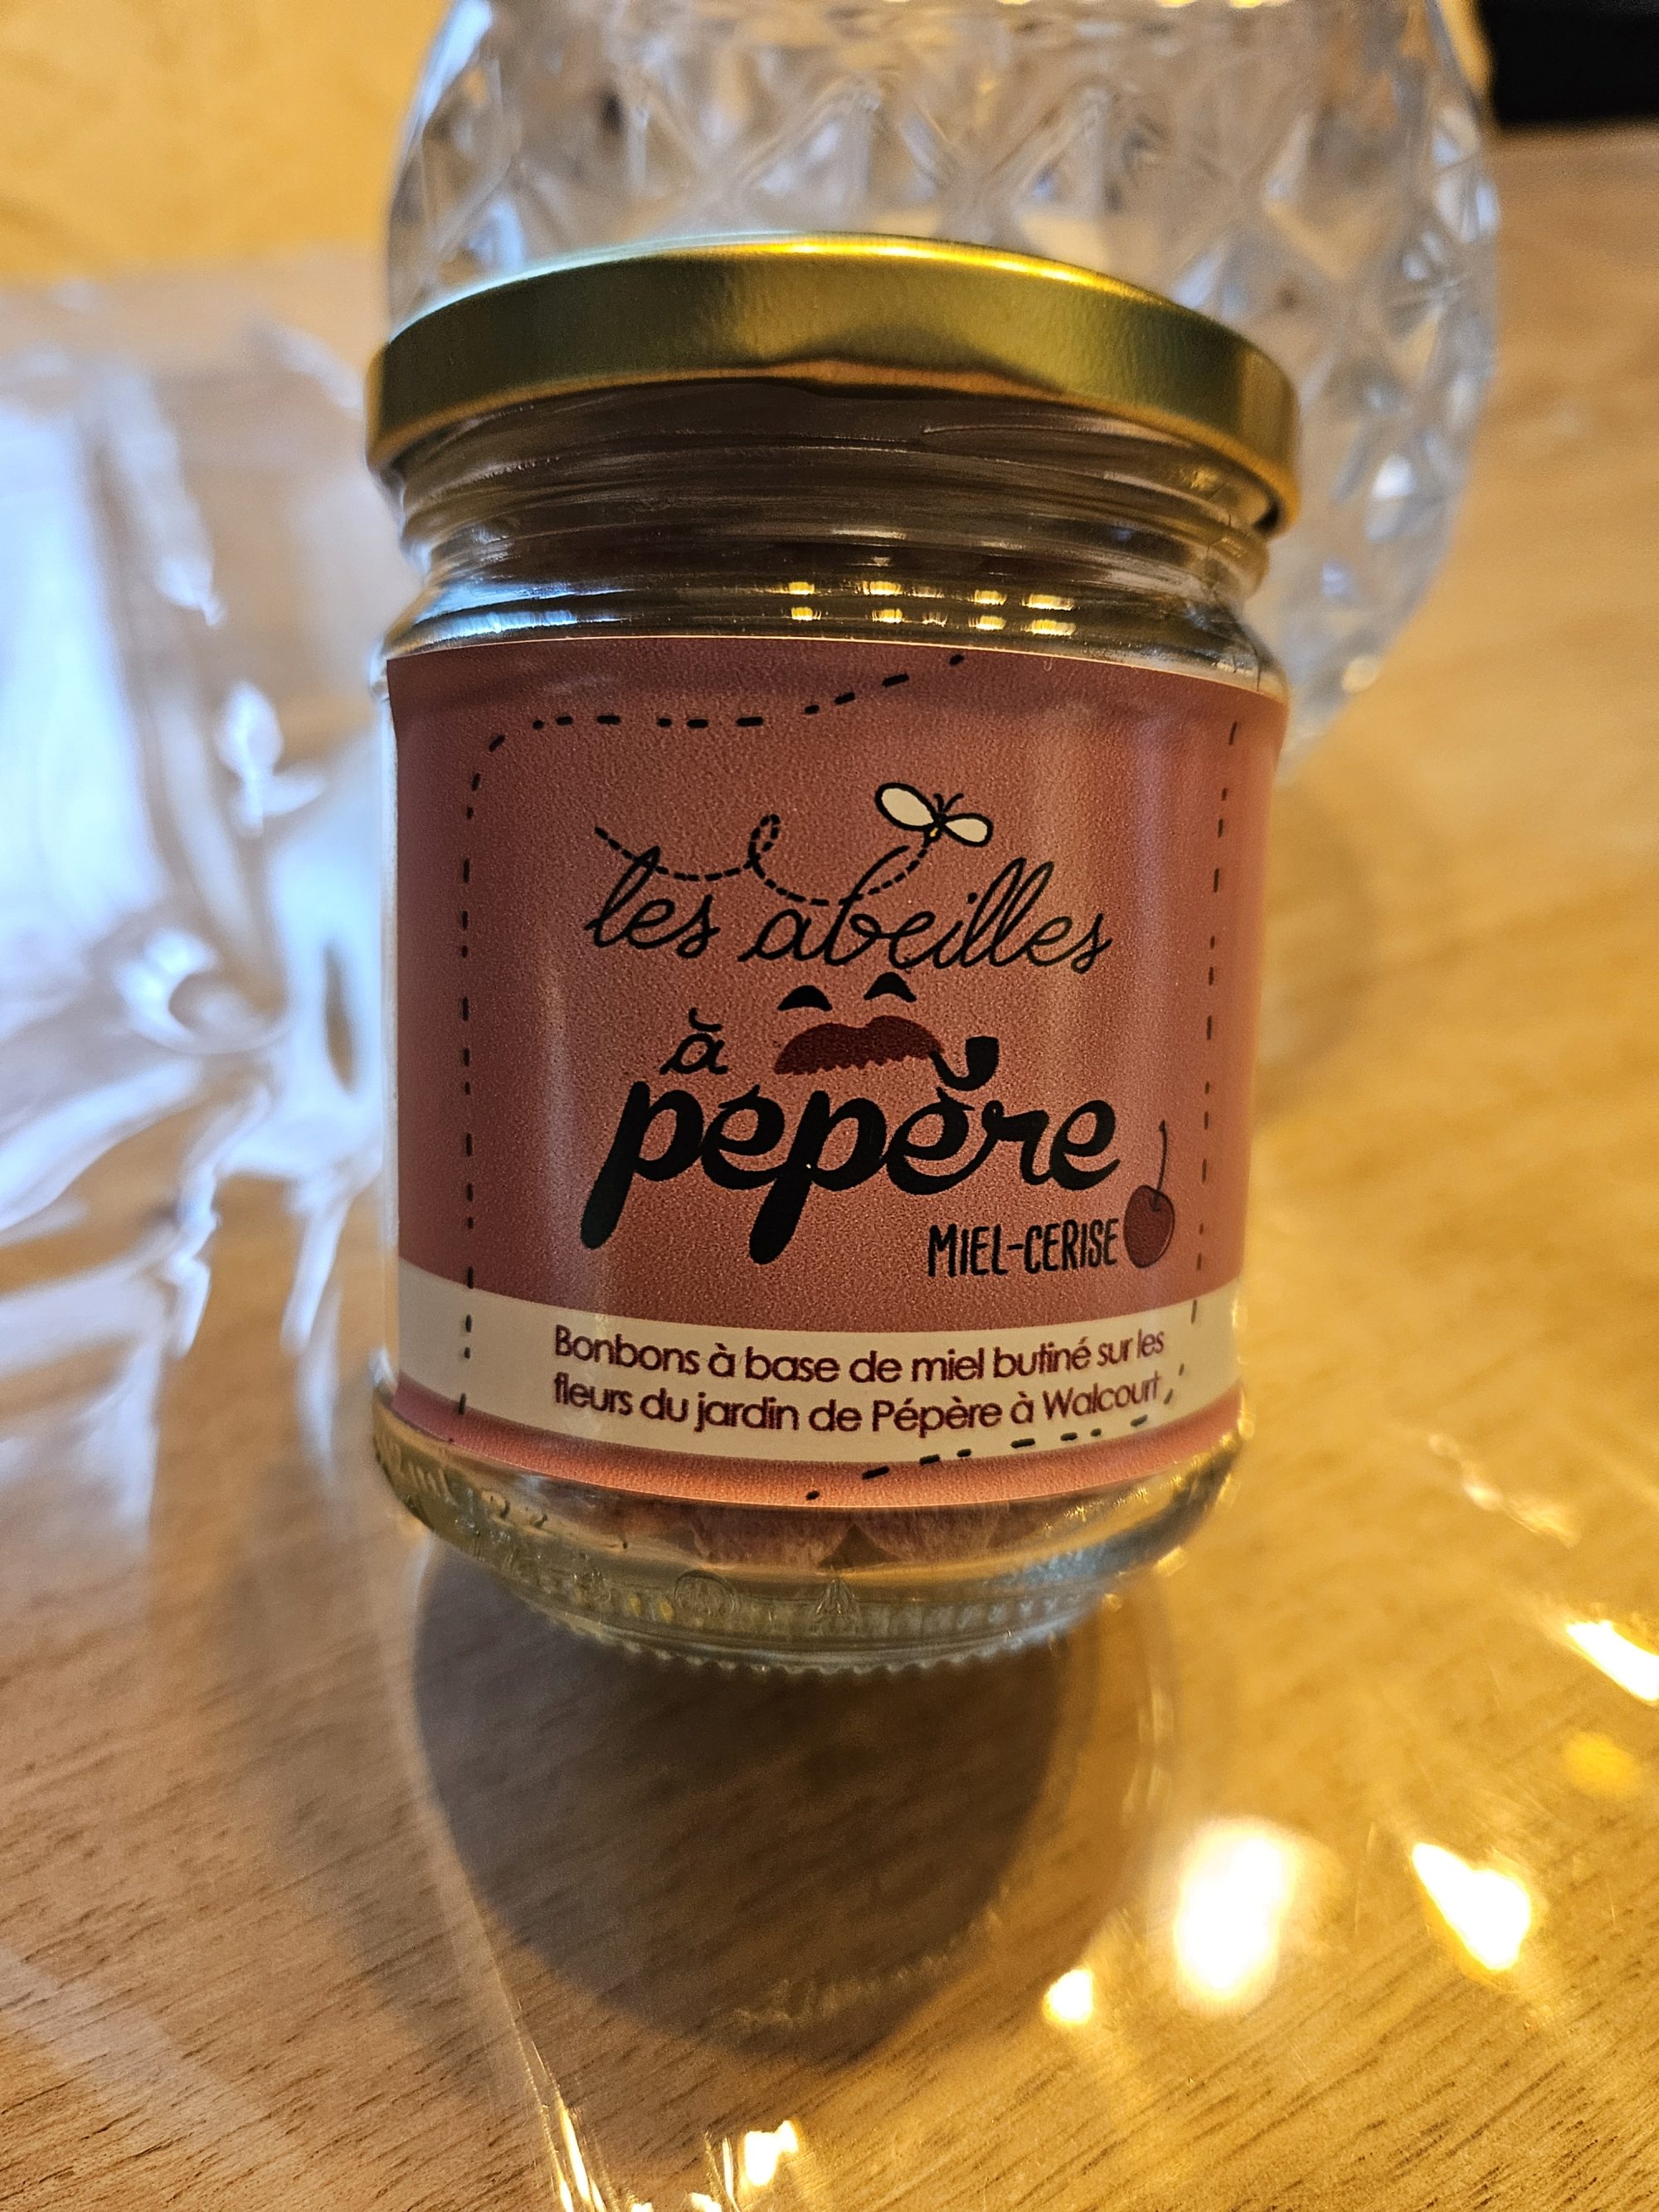 les abeilles
à
pépère
MIEL-CERISE
Bonbons à base de miel butiné sur les
fleurs du jardin de Pépère à Walcourt